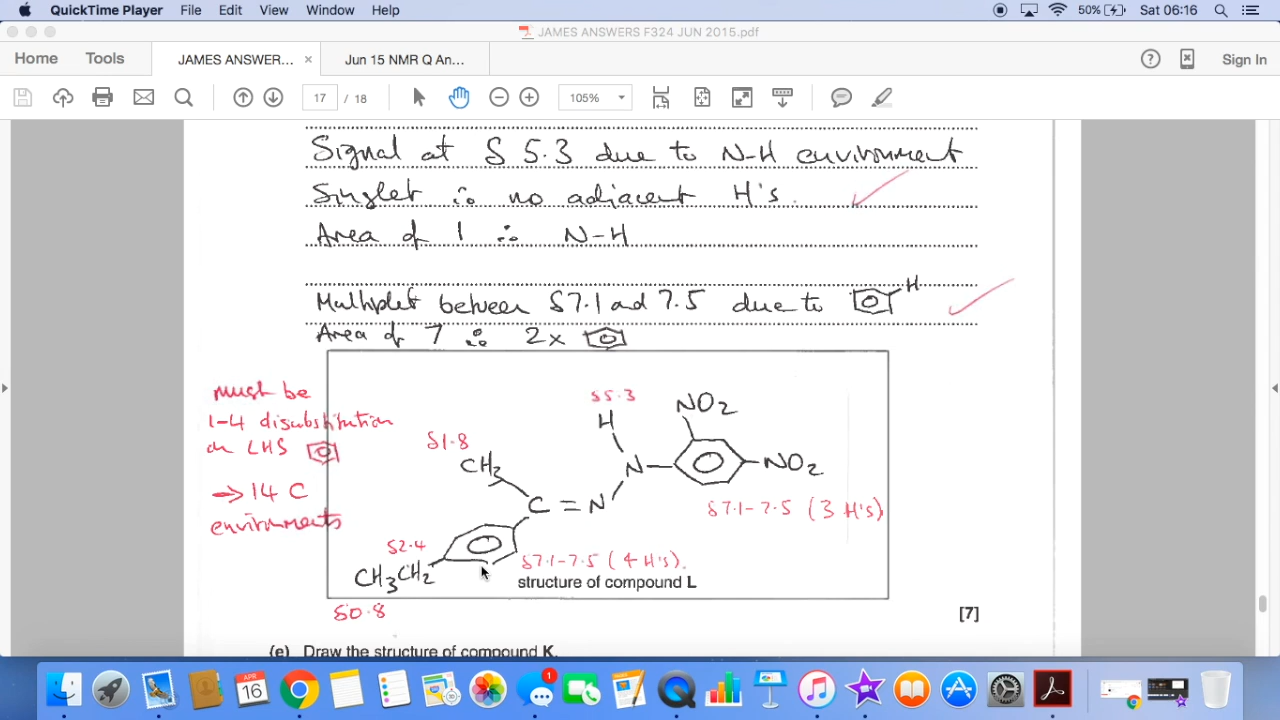 QuickTime Player File Edit View Window Help 50% Sat 06:16
JAMES ANSWERS F324 JUN 2015.pdf
Home Tools JAMES ANSWER... × Jun 15 NMR Q An... Sign In
17 / 18 105%
Signal at δ 5.3 due to N-H environment
Singlet ∴ no adjacent H's.
Area of 1 ∴ N-H
Multiplet between δ7.1 and 7.5 due to H
Area of 7 ∴ 2x
must be
1-4 disubstitution
on LHS
→ 14 C
environments
δ5.3
H
NO2
δ1.8
CH3
N
NO2
C = N
δ7.1-7.5 (3 H's)
δ2.4
δ7.1-7.5 (4 H's).
CH3CH2
structure of compound L
δ0.8
[7]
(e) Draw the structure of compound K.
APR
16
1